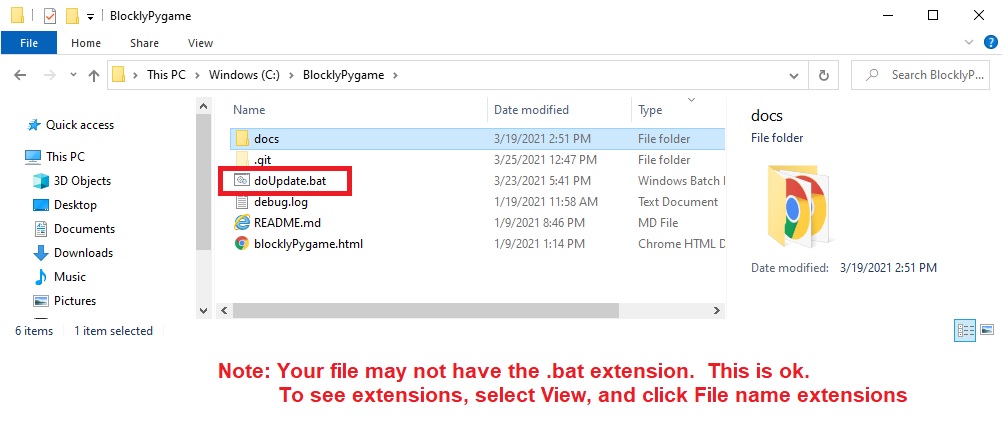 BlocklyPygame
File Home Share View
This PC Windows (C:) BlocklyPygame
Search BlocklyP...
Quick access
This PC
3D Objects
Desktop
Documents
Downloads
Music
Pictures
Name Date modified Type
docs 3/19/2021 2:51 PM File folder
.git 3/25/2021 12:47 PM File folder
doUpdate.bat 3/23/2021 5:41 PM Windows Batch
debug.log 1/19/2021 11:58 AM Text Document
README.md 1/9/2021 8:46 PM MD File
blocklyPygame.html 1/9/2021 1:14 PM Chrome HTML D
docs
File folder
Date modified: 3/19/2021 2:51 PM
6 items 1 item selected
Note: Your file may not have the .bat extension. This is ok.
To see extensions, select View, and click File name extensions